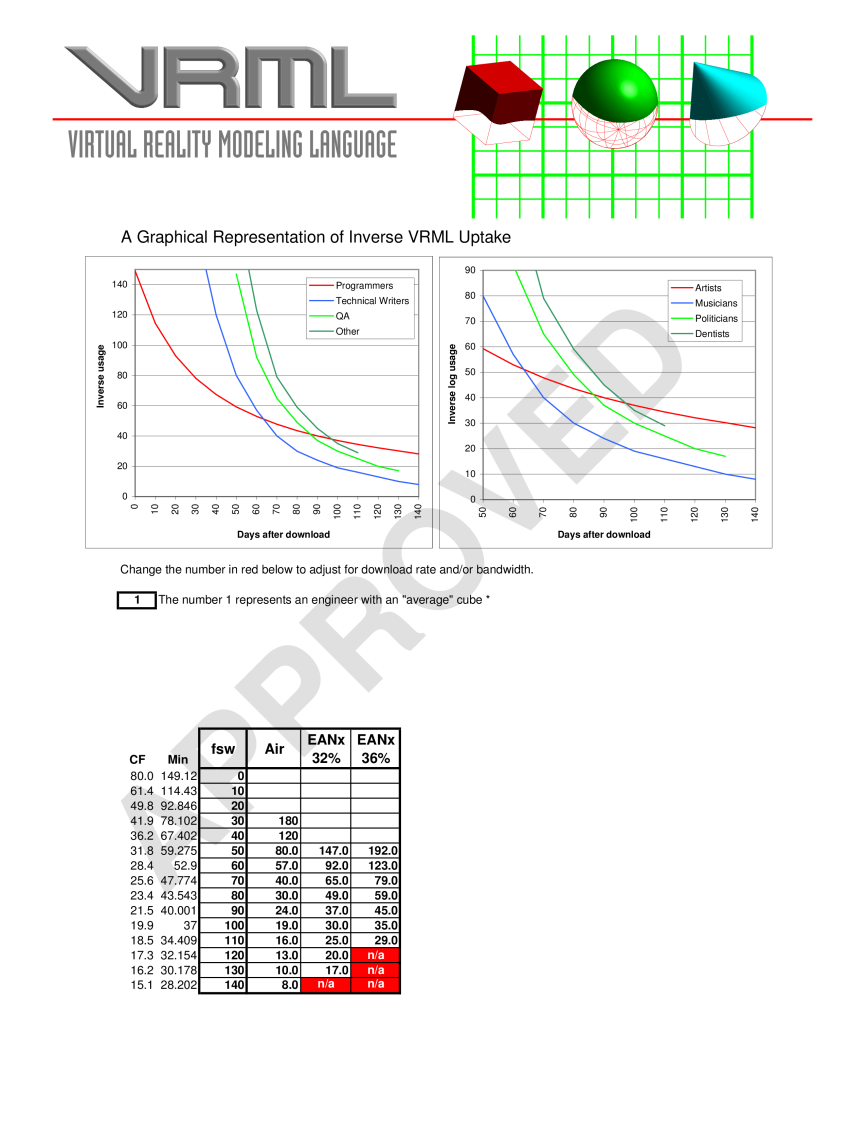 VRML
VIRTUAL REALITY MODELING LANGUAGE
A Graphical Representation of Inverse VRML Uptake
140
120
100
80
60
40
20
0
Inverse usage
Programmers
Technical Writers
QA
Other
0 10 20 30 40 50 60 70 80 90 100 110 120 130 140
Days after download
90
80
70
60
50
40
30
20
10
0
Inverse log usage
Artists
Musicians
Politicians
Dentists
50 60 70 80 90 100 110 120 130 140
Days after download
Change the number in red below to adjust for download rate and/or bandwidth.
1 The number 1 represents an engineer with an "average" cube *
APPROVED
CF Min fsw Air EANx 32% EANx 36%
80.0 149.12 0
61.4 114.43 10
49.8 92.846 20
41.9 78.102 30 180
36.2 67.402 40 120
31.8 59.275 50 80.0 147.0 192.0
28.4 52.9 60 57.0 92.0 123.0
25.6 47.774 70 40.0 65.0 79.0
23.4 43.543 80 30.0 49.0 59.0
21.5 40.001 90 24.0 37.0 45.0
19.9 37 100 19.0 30.0 35.0
18.5 34.409 110 16.0 25.0 29.0
17.3 32.154 120 13.0 20.0 n/a
16.2 30.178 130 10.0 17.0 n/a
15.1 28.202 140 8.0 n/a n/a